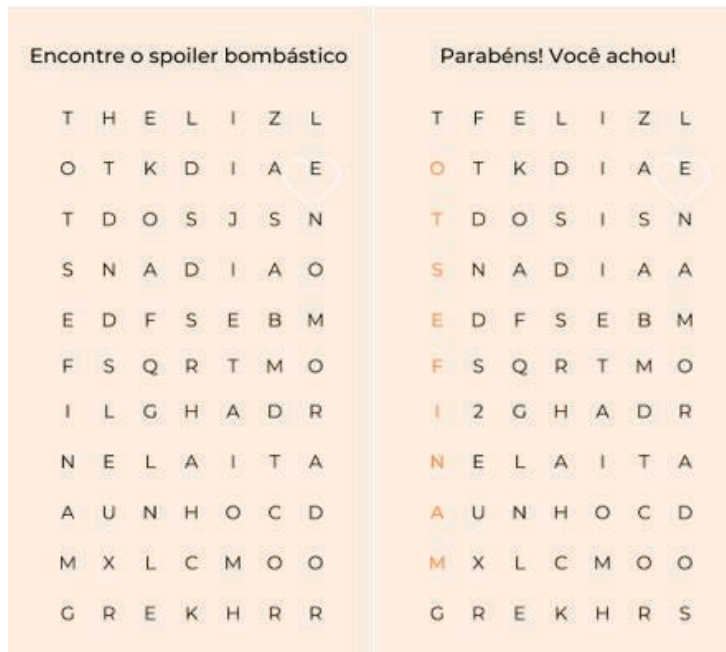 Encontre o spoiler bombástico
T H E L I Z L
O T K D I A E
T D O S J S N
S N A D I A O
E D F S E B M
F S Q R T M O
I L G H A D R
N E L A I T A
A U N H O C D
M X L C M O O
G R E K H R R
Parabéns! Você achou!
T F E L I Z L
O T K D I A E
T D O S I S N
S N A D I A A
E D F S E B M
F S Q R T M O
I 2 G H A D R
N E L A I T A
A U N H O C D
M X L C M O O
G R E K H R S